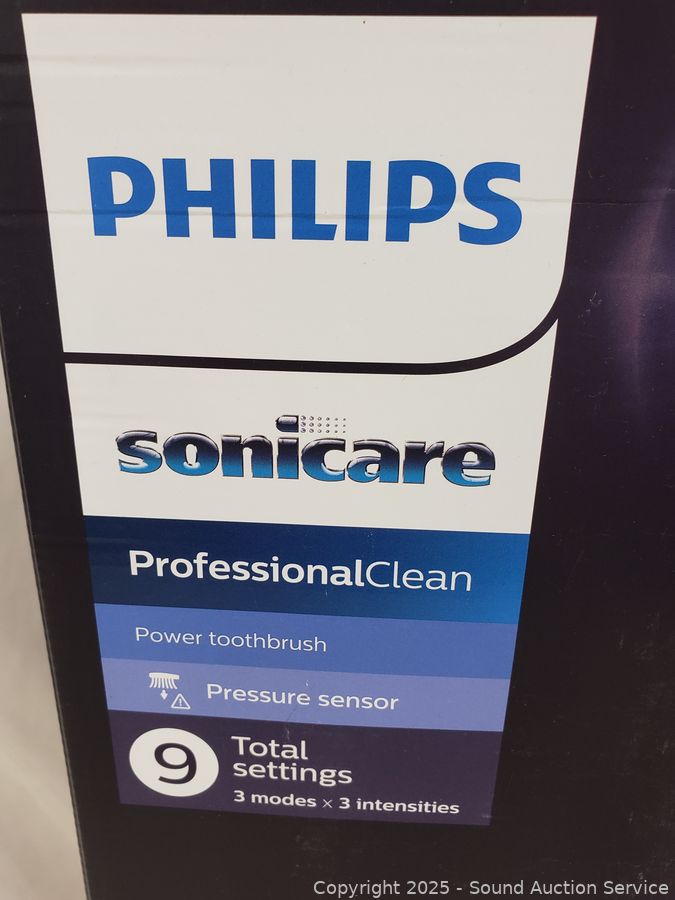 PHILIPS
sonicare
ProfessionalClean
Power toothbrush
Pressure sensor
9
Total
settings
3 modes × 3 intensities
Copyright 2025 - Sound Auction Service